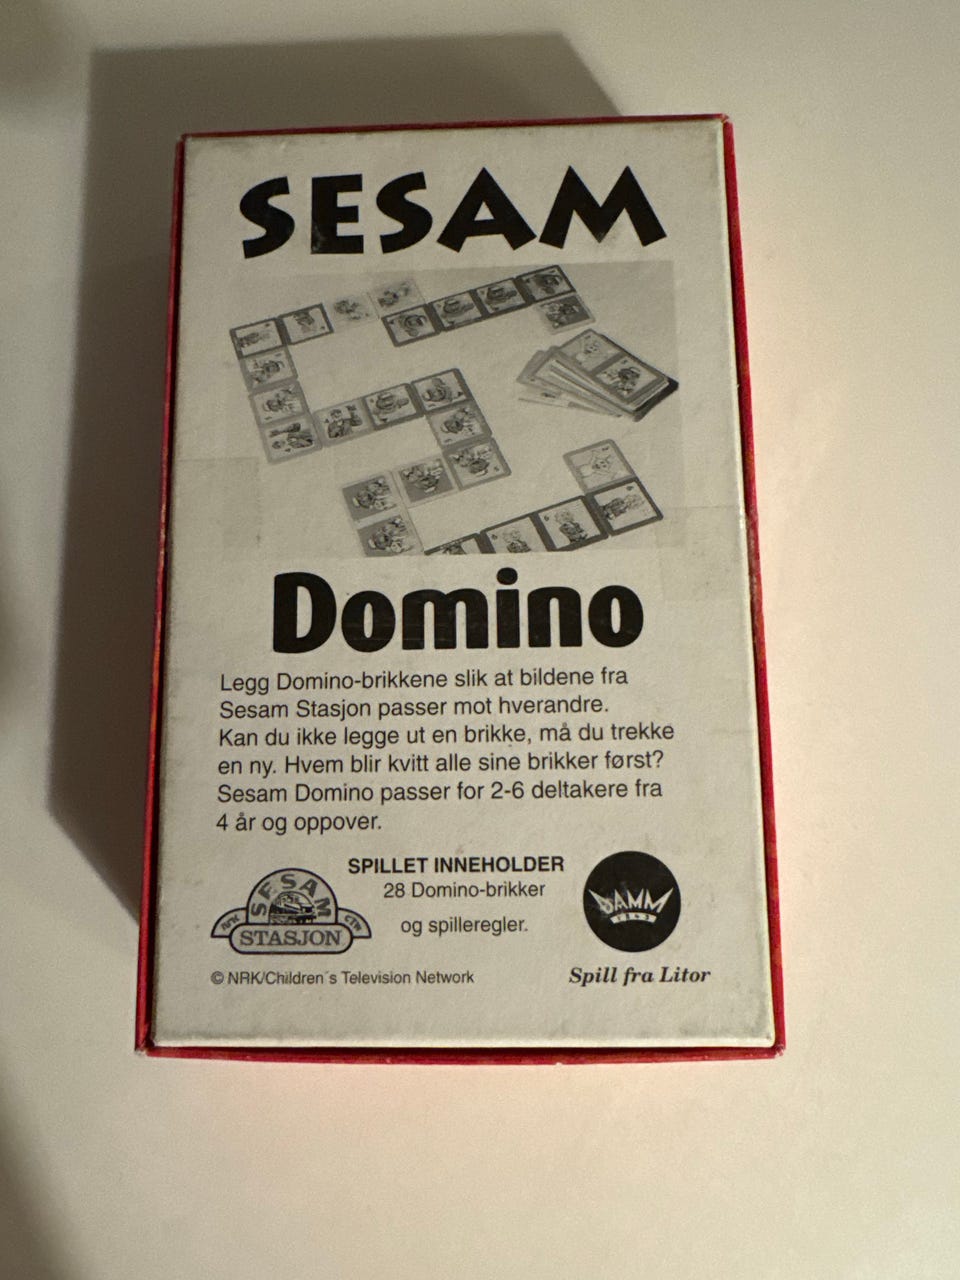 SESAM
Domino
Legg Domino-brikkene slik at bildene fra
Sesam Stasjon passer mot hverandre.
Kan du ikke legge ut en brikke, må du trekke
en ny. Hvem blir kvitt alle sine brikker først?
Sesam Domino passer for 2-6 deltakere fra
4 år og oppover.
SPILLET INNEHOLDER
28 Domino-brikker
og spilleregler.
SESAM
NRK CTW
STASJON
DAMM
1843
© NRK/Children´s Television Network
Spill fra Litor